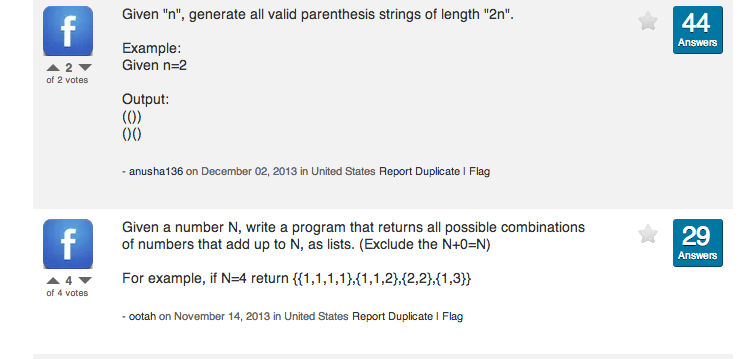 f
Given "n", generate all valid parenthesis strings of length "2n".
44
Answers
Example:
Given n=2
2
of 2 votes
Output:
(())
()()
- anusha136 on December 02, 2013 in United States Report Duplicate | Flag
f
Given a number N, write a program that returns all possible combinations
of numbers that add up to N, as lists. (Exclude the N+0=N)
29
Answers
For example, if N=4 return {{1,1,1,1},{1,1,2},{2,2},{1,3}}
4
of 4 votes
- ootah on November 14, 2013 in United States Report Duplicate | Flag